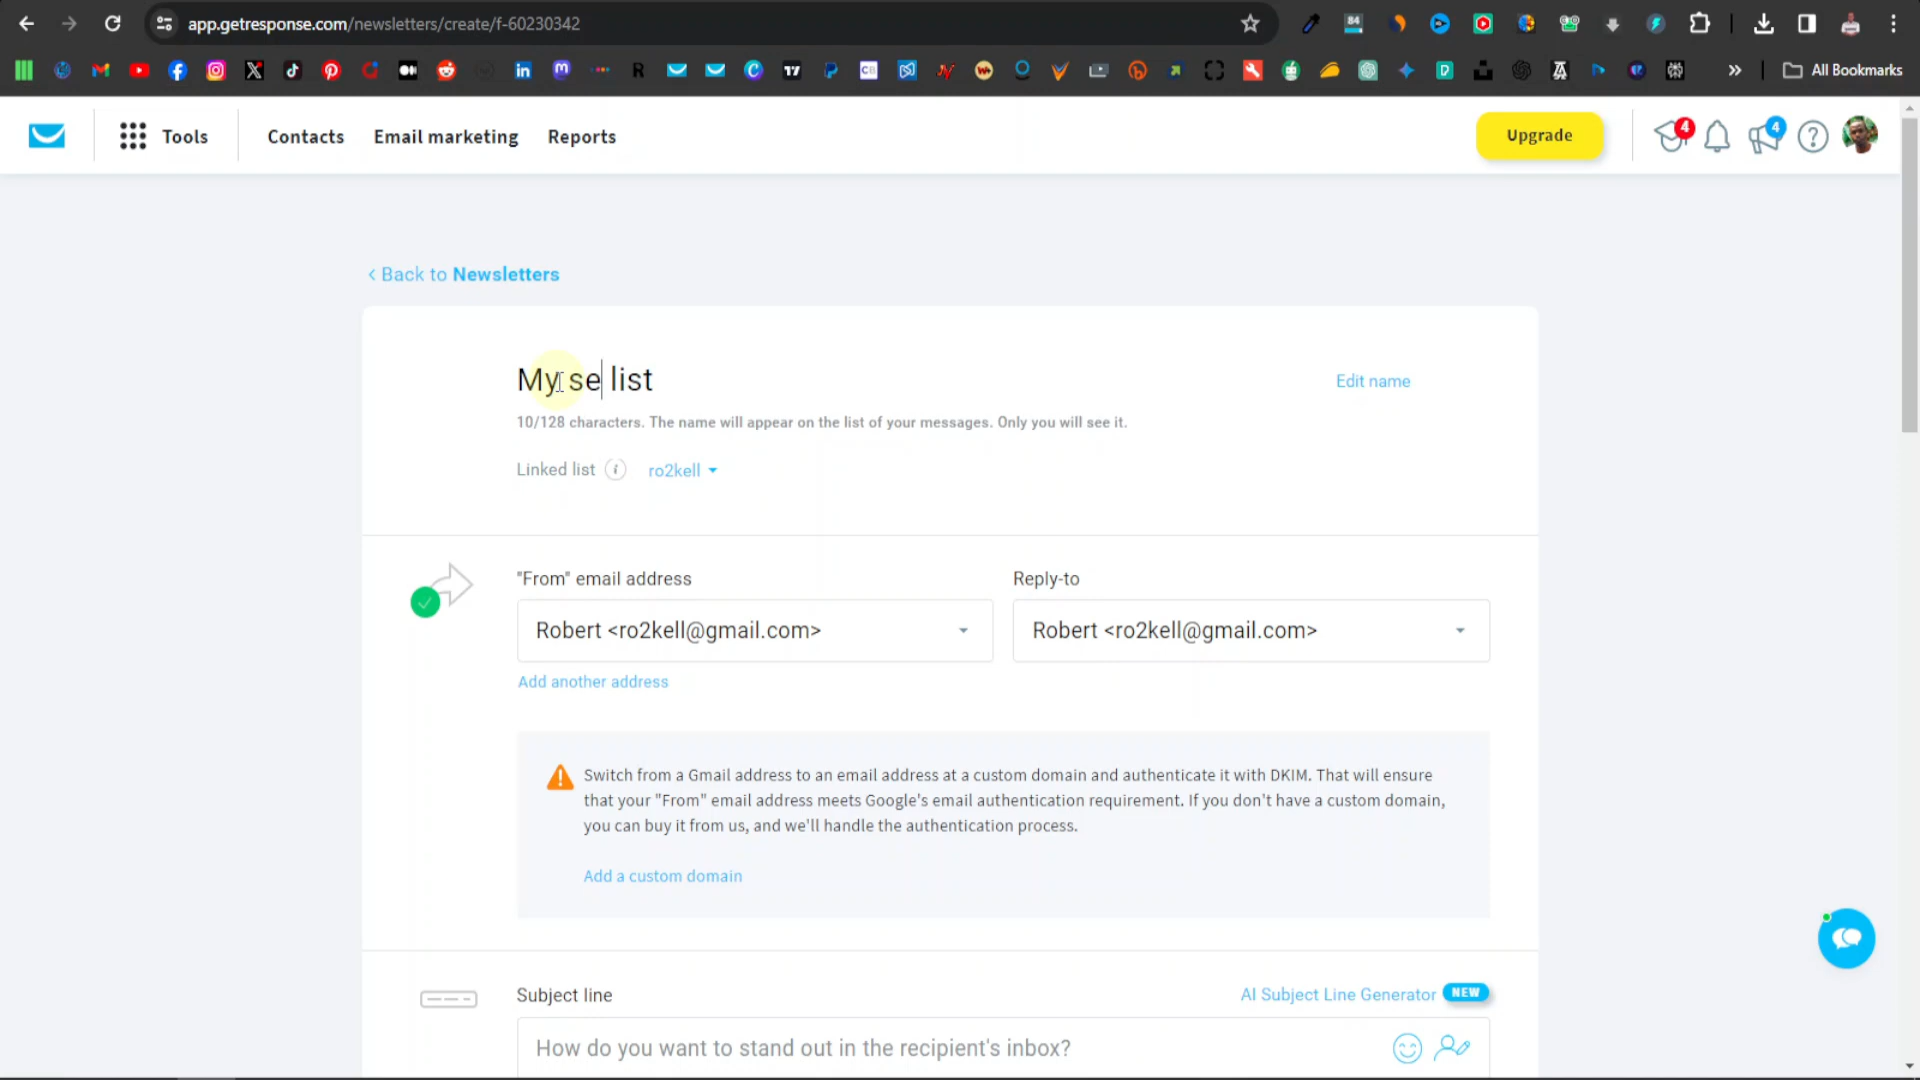 app.getresponse.com/newsletters/create/f-60230342
84
All Bookmarks
Tools
Contacts
Email marketing
Reports
Upgrade
4
4
Back to Newsletters
My se list
Edit name
10/128 characters. The name will appear on the list of your messages. Only you will see it.
Linked list
ro2kell
"From" email address
Reply-to
Robert <ro2kell@gmail.com>
Robert <ro2kell@gmail.com>
Add another address
Switch from a Gmail address to an email address at a custom domain and authenticate it with DKIM. That will ensure
that your "From" email address meets Google's email authentication requirement. If you don't have a custom domain,
you can buy it from us, and we'll handle the authentication process.
Add a custom domain
Subject line
AI Subject Line Generator NEW
How do you want to stand out in the recipient's inbox?